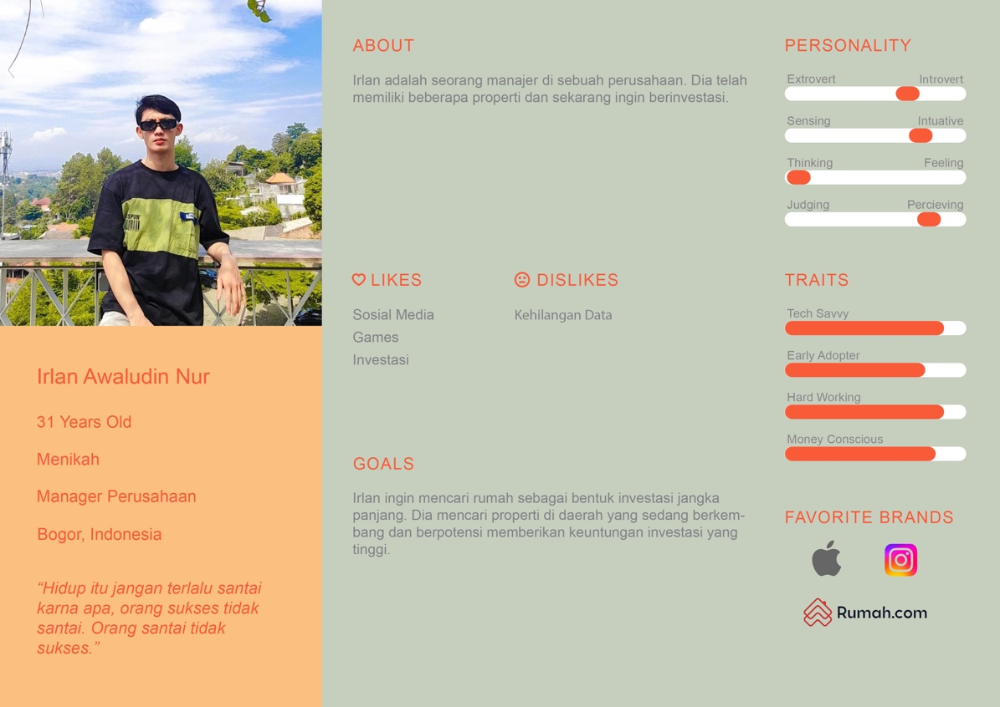 SPUN
Irlan Awaludin Nur
31 Years Old
Menikah
Manager Perusahaan
Bogor, Indonesia
“Hidup itu jangan terlalu santai
karna apa, orang sukses tidak
santai. Orang santai tidak
sukses.”
ABOUT
Irlan adalah seorang manajer di sebuah perusahaan. Dia telah
memiliki beberapa properti dan sekarang ingin berinvestasi.
LIKES
Sosial Media
Games
Investasi
DISLIKES
Kehilangan Data
GOALS
Irlan ingin mencari rumah sebagai bentuk investasi jangka
panjang. Dia mencari properti di daerah yang sedang berkem-
bang dan berpotensi memberikan keuntungan investasi yang
tinggi.
PERSONALITY
Extrovert Introvert
Sensing Intuative
Thinking Feeling
Judging Percieving
TRAITS
Tech Savvy
Early Adopter
Hard Working
Money Conscious
FAVORITE BRANDS
Rumah.com